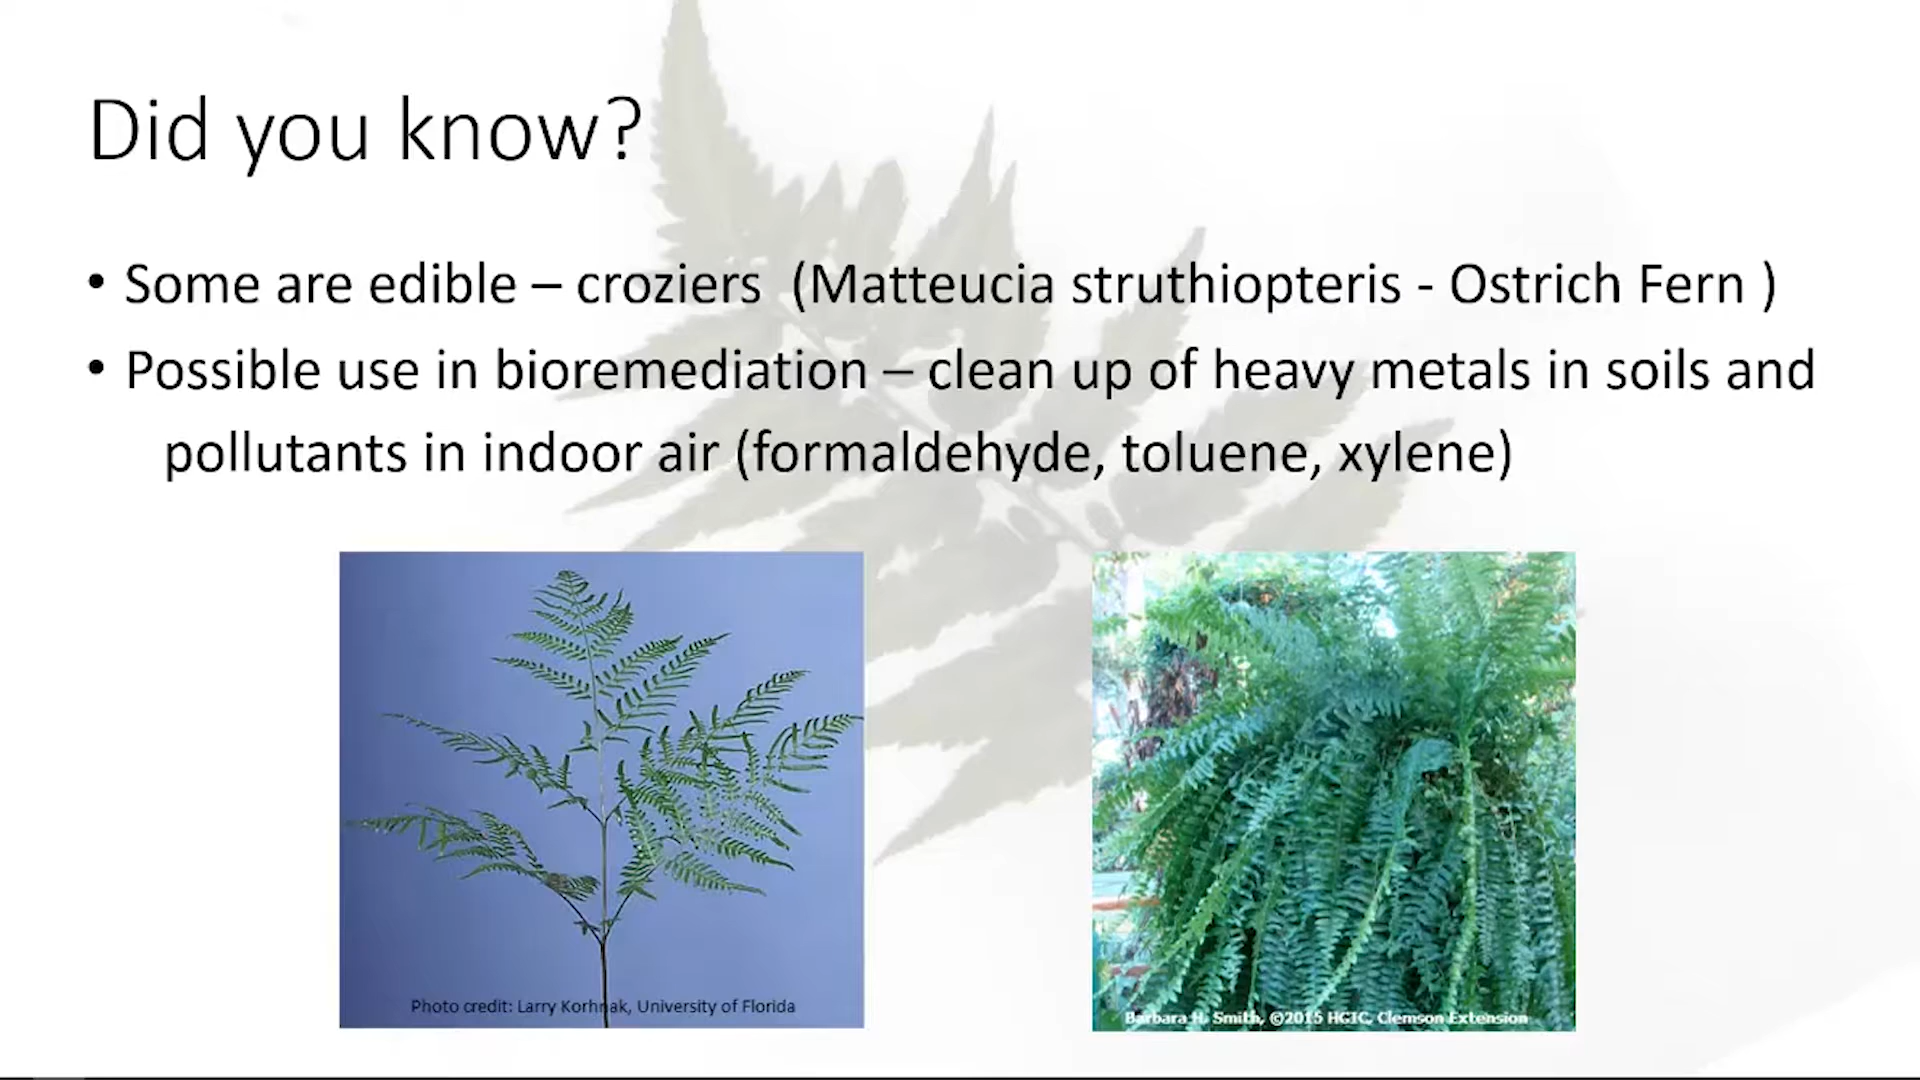 Did you know?
• Some are edible – croziers  (Matteucia struthiopteris - Ostrich Fern )
• Possible use in bioremediation – clean up of heavy metals in soils and
pollutants in indoor air (formaldehyde, toluene, xylene)
Photo credit: Larry Korhnak, University of Florida
Barbara H. Smith, ©2015 HGIC, Clemson Extension